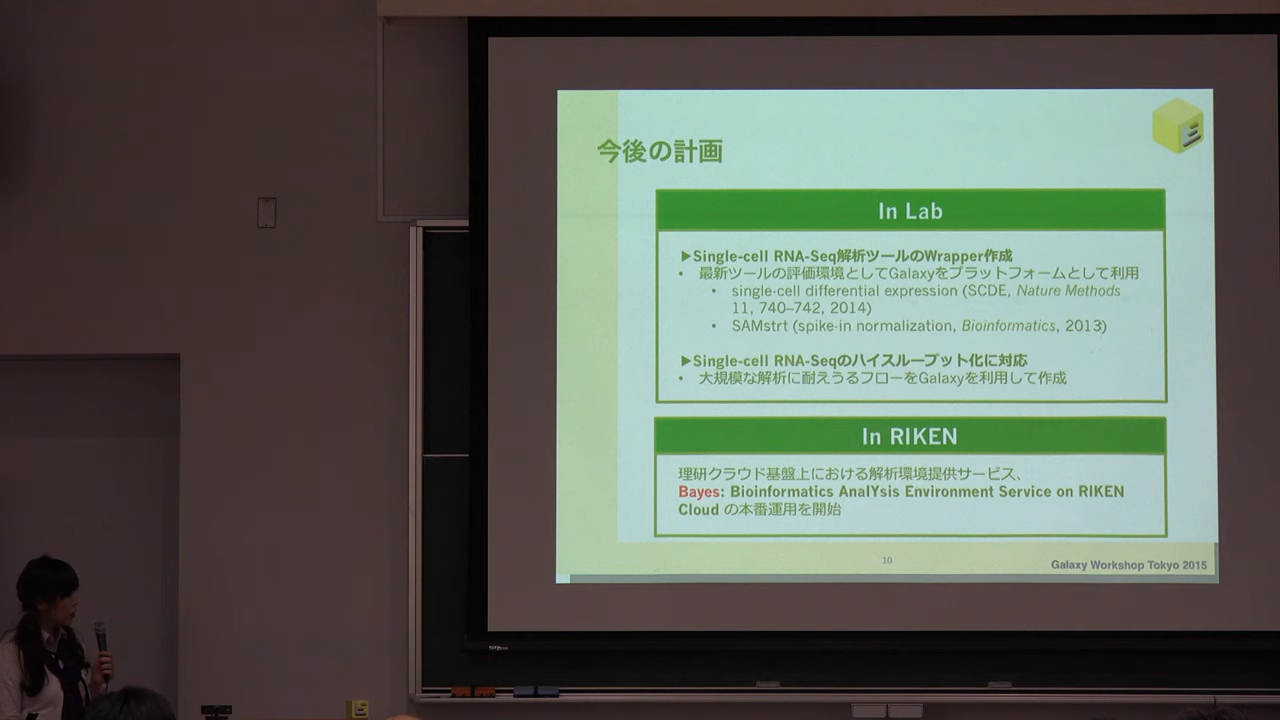 今後の計画
In Lab
▶Single-cell RNA-Seq解析ツールのWrapper作成
• 最新ツールの評価環境としてGalaxyをプラットフォームとして利用
• single-cell differential expression (SCDE, Nature Methods
11, 740–742, 2014)
• SAMstrt (spike-in normalization, Bioinformatics, 2013)
▶Single-cell RNA-Seqのハイスループット化に対応
• 大規模な解析に耐えうるフローをGalaxyを利用して作成
In RIKEN
理研クラウド基盤上における解析環境提供サービス、
Bayes: Bioinformatics AnalYsis Environment Service on RIKEN
Cloud の本番運用を開始
10
Galaxy Workshop Tokyo 2015